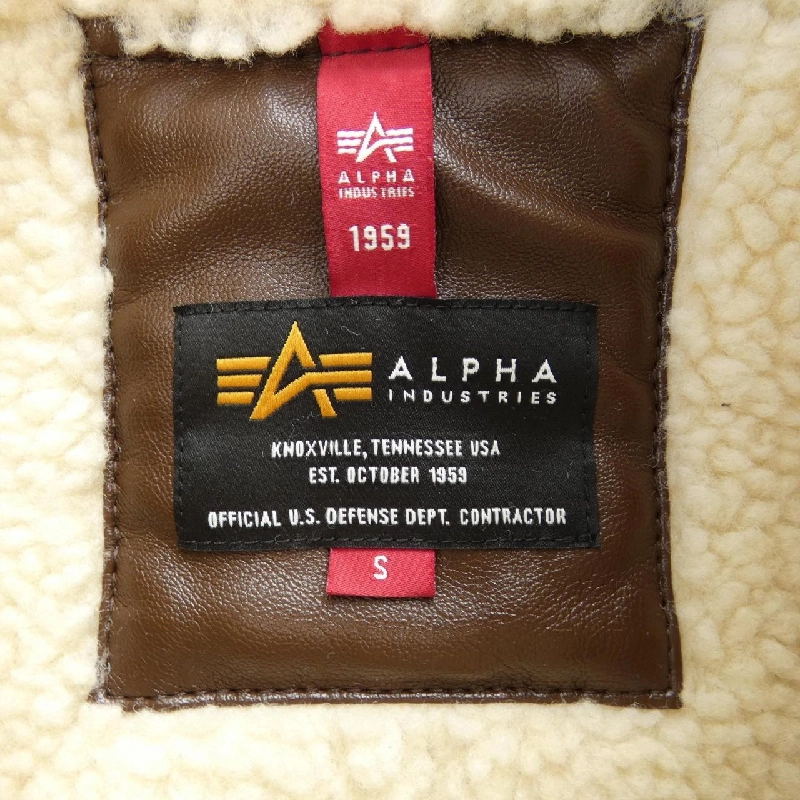 ALPHA
INDUSTRIES
1959
ALPHA
INDUSTRIES
KNOXVILLE, TENNESSEE USA
EST. OCTOBER 1959
OFFICIAL U.S. DEFENSE DEPT. CONTRACTOR
S